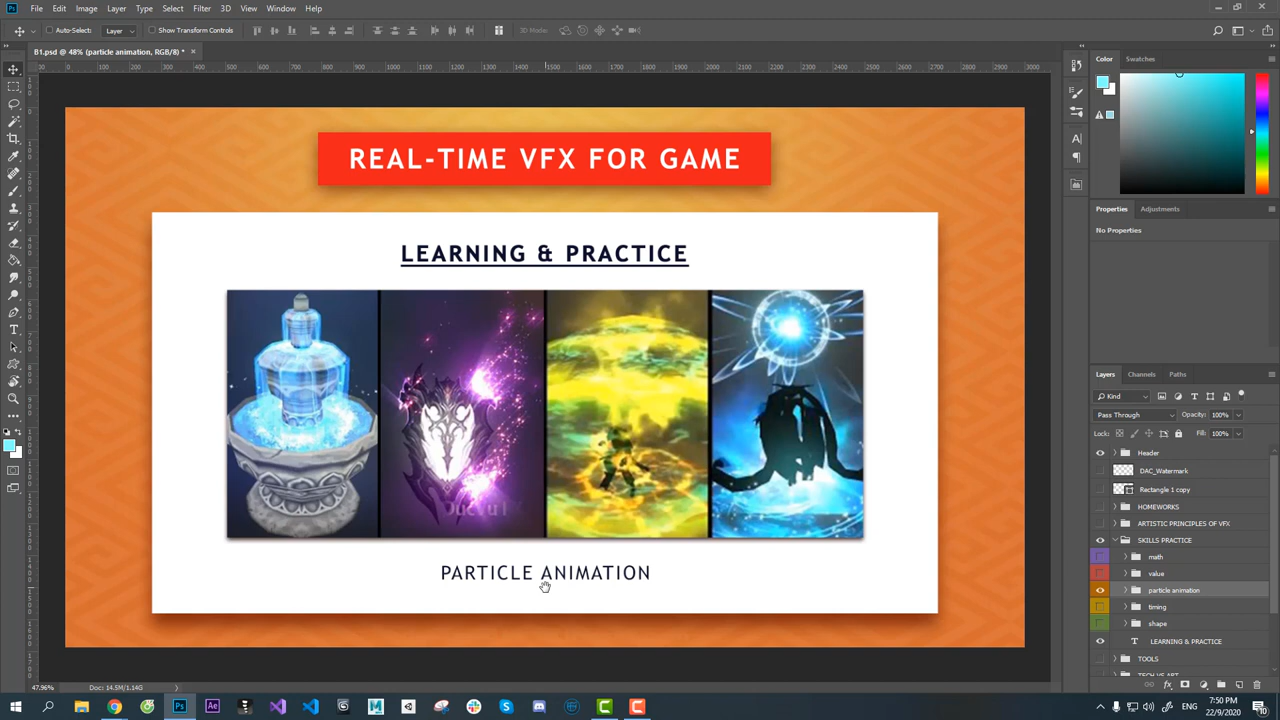 File Edit Image Layer Type Select Filter 3D View Window Help
Auto-Select: Layer Show Transform Controls 3D Mode:
B1.psd @ 48% (particle animation, RGB/8) *
REAL-TIME VFX FOR GAME
LEARNING & PRACTICE
PARTICLE ANIMATION
47.96% Doc: 14.5M/1.14G
Color Swatches
Properties Adjustments
No Properties
Layers Channels Paths
Kind
Pass Through Opacity: 100%
Lock: Fill: 100%
Header
DAC_Watermark
Rectangle 1 copy
HOMEWORKS
ARTISTIC PRINCIPLES OF VFX
SKILLS PRACTICE
math
value
particle animation
timing
shape
LEARNING & PRACTICE
TOOLS
7:50 PM
22/9/2020